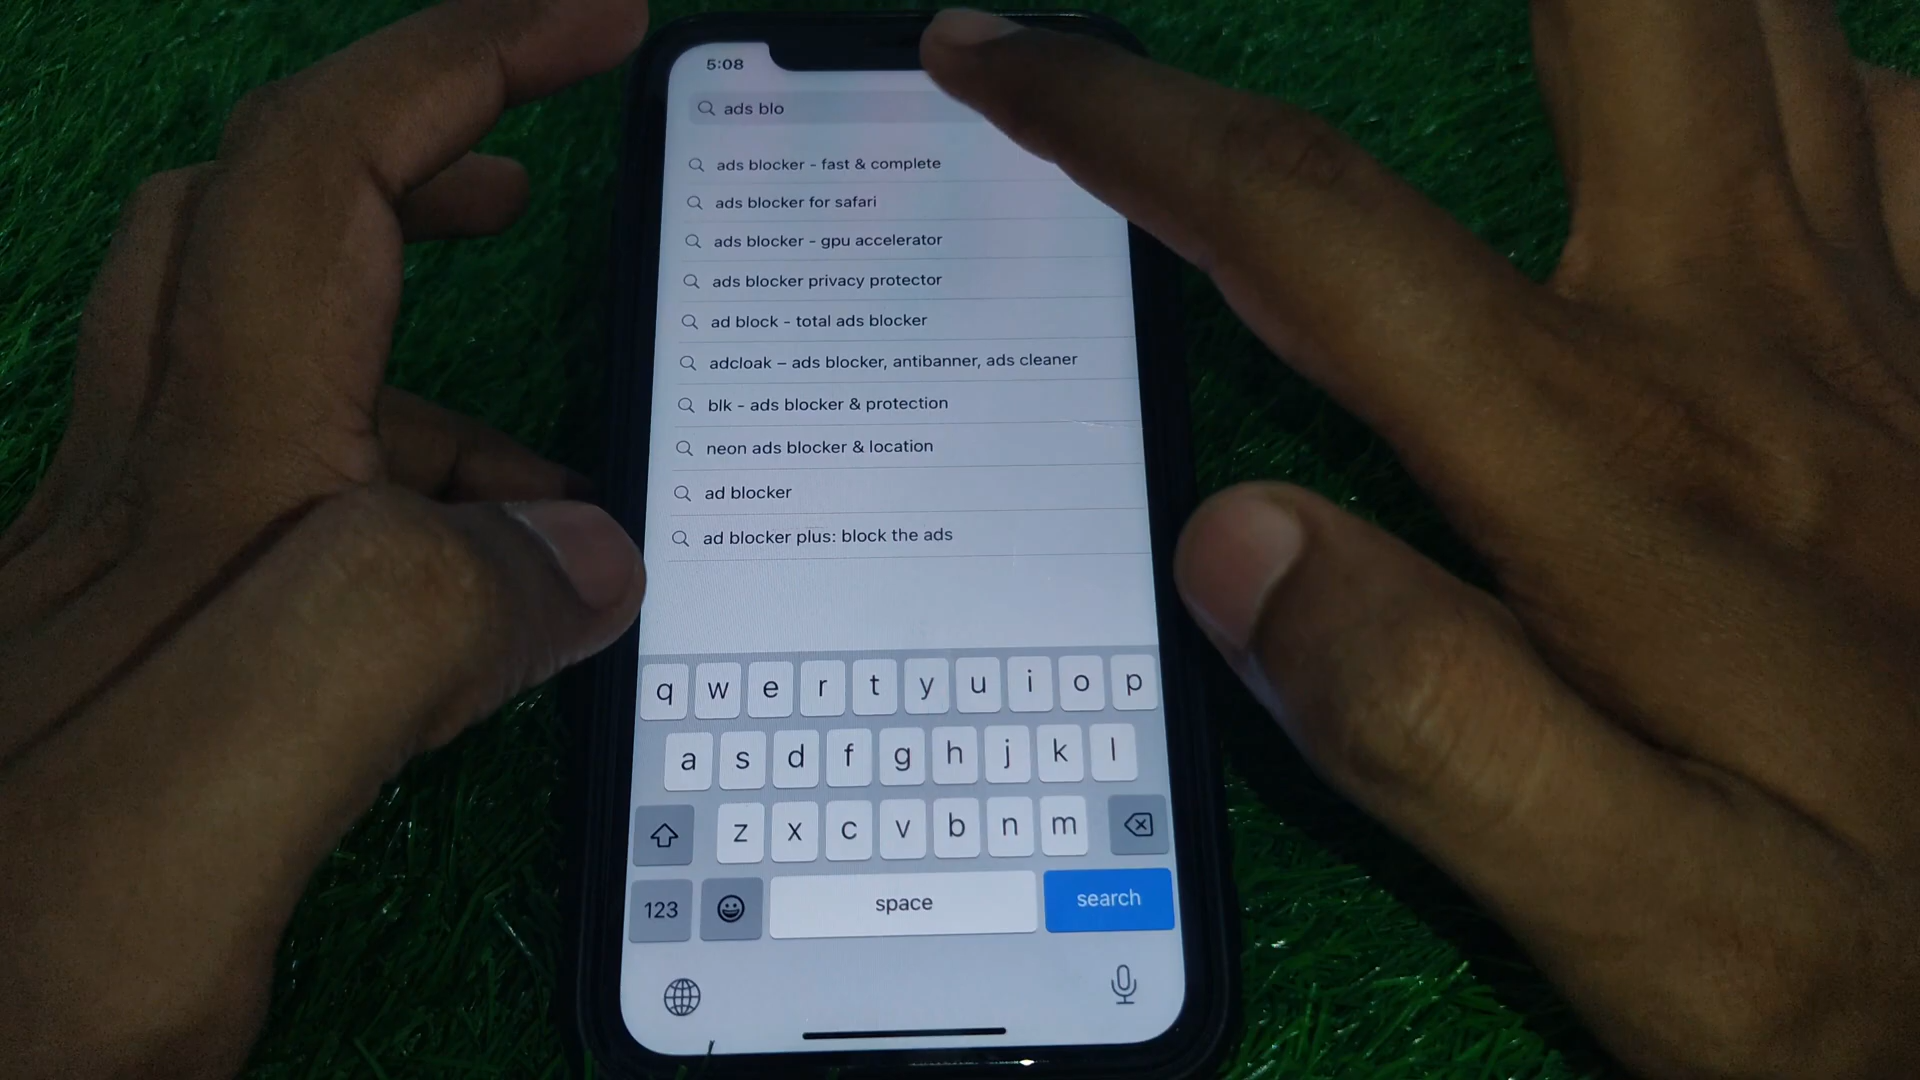 5:08
ads blo
ads blocker - fast & complete
ads blocker for safari
ads blocker - gpu accelerator
ads blocker privacy protector
ad block - total ads blocker
adcloak – ads blocker, antibanner, ads cleaner
blk - ads blocker & protection
neon ads blocker & location
ad blocker
ad blocker plus: block the ads
q w e r t y u i o p
a s d f g h j k l
z x c v b n m
123 space search